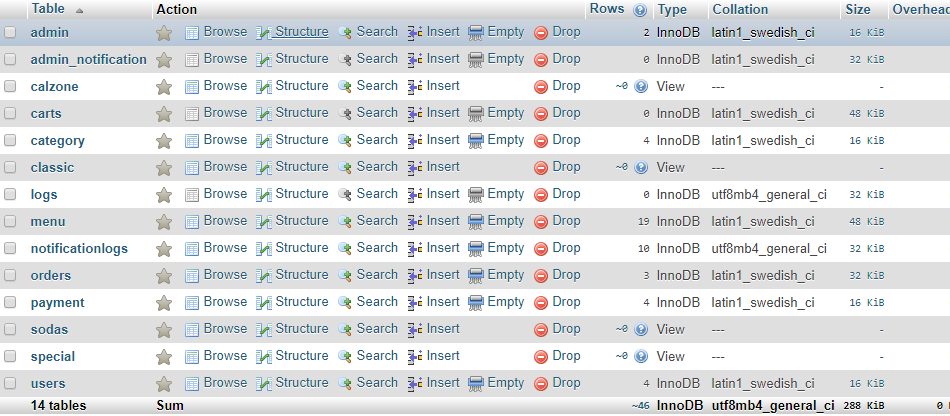 Table Action Rows Type Collation Size Overhea
admin Browse Structure Search Insert Empty Drop 2 InnoDB latin1_swedish_ci 16 KiB
admin_notification Browse Structure Search Insert Empty Drop 0 InnoDB latin1_swedish_ci 32 KiB
calzone Browse Structure Search Insert Drop ~0 View --- -
carts Browse Structure Search Insert Empty Drop 0 InnoDB latin1_swedish_ci 48 KiB
category Browse Structure Search Insert Empty Drop 4 InnoDB latin1_swedish_ci 16 KiB
classic Browse Structure Search Insert Drop ~0 View --- -
logs Browse Structure Search Insert Empty Drop 0 InnoDB utf8mb4_general_ci 32 KiB
menu Browse Structure Search Insert Empty Drop 19 InnoDB latin1_swedish_ci 48 KiB
notificationlogs Browse Structure Search Insert Empty Drop 10 InnoDB utf8mb4_general_ci 32 KiB
orders Browse Structure Search Insert Empty Drop 3 InnoDB latin1_swedish_ci 32 KiB
payment Browse Structure Search Insert Empty Drop 4 InnoDB latin1_swedish_ci 16 KiB
sodas Browse Structure Search Insert Drop ~0 View --- -
special Browse Structure Search Insert Drop ~0 View --- -
users Browse Structure Search Insert Empty Drop 4 InnoDB latin1_swedish_ci 16 KiB
14 tables Sum ~46 InnoDB utf8mb4_general_ci 288 KiB 0